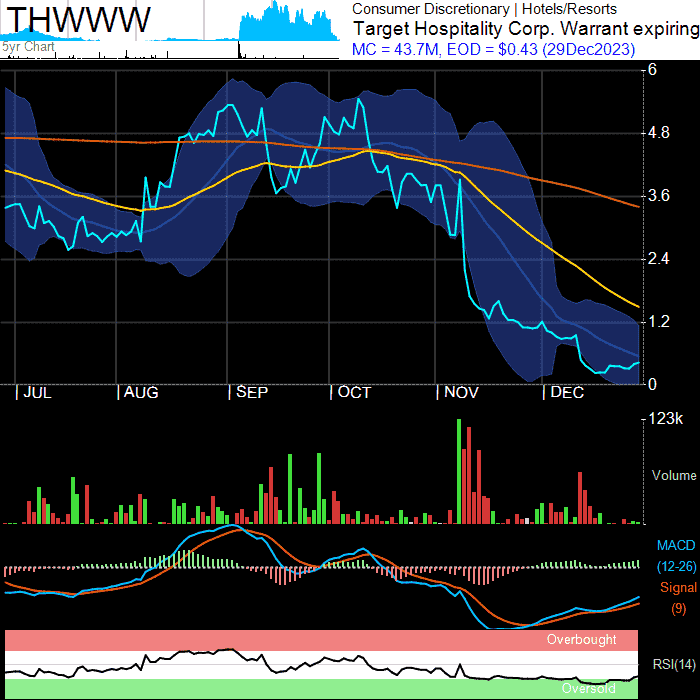 THWWW
5yr Chart
Consumer Discretionary | Hotels/Resorts
Target Hospitality Corp. Warrant expiring
MC = 43.7M, EOD = $0.43 (29Dec2023)
6
4.8
3.6
2.4
1.2
0
JUL AUG SEP OCT NOV DEC
123k
Volume
MACD
(12-26)
Signal
(9)
Overbought
RSI(14)
Oversold